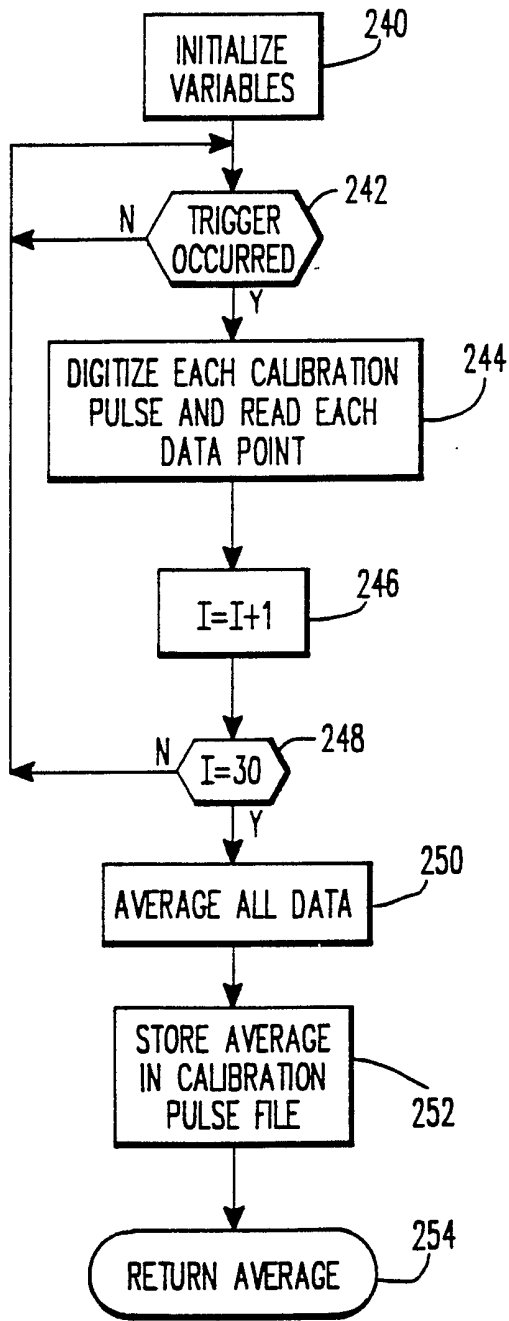 240
INITIALIZE
VARIABLES
242
N
TRIGGER
OCCURRED
Y
244
DIGITIZE EACH CALIBRATION
PULSE AND READ EACH
DATA POINT
246
I=I+1
248
N
I=30
Y
250
AVERAGE ALL DATA
STORE AVERAGE
IN CALIBRATION
PULSE FILE
252
254
RETURN AVERAGE